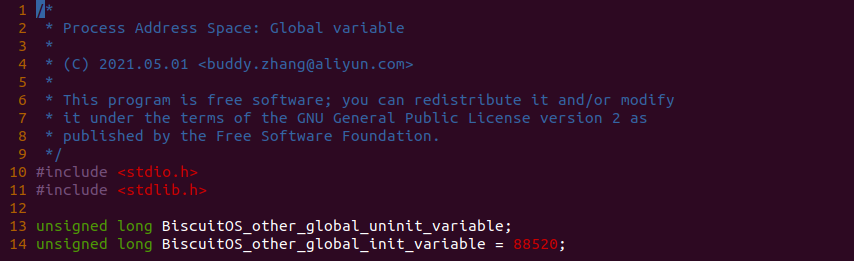 1 /*
2  * Process Address Space: Global variable
3  *
4  * (C) 2021.05.01 <buddy.zhang@aliyun.com>
5  *
6  * This program is free software; you can redistribute it and/or modify
7  * it under the terms of the GNU General Public License version 2 as
8  * published by the Free Software Foundation.
9  */
10 #include <stdio.h>
11 #include <stdlib.h>
12
13 unsigned long BiscuitOS_other_global_uninit_variable;
14 unsigned long BiscuitOS_other_global_init_variable = 88520;